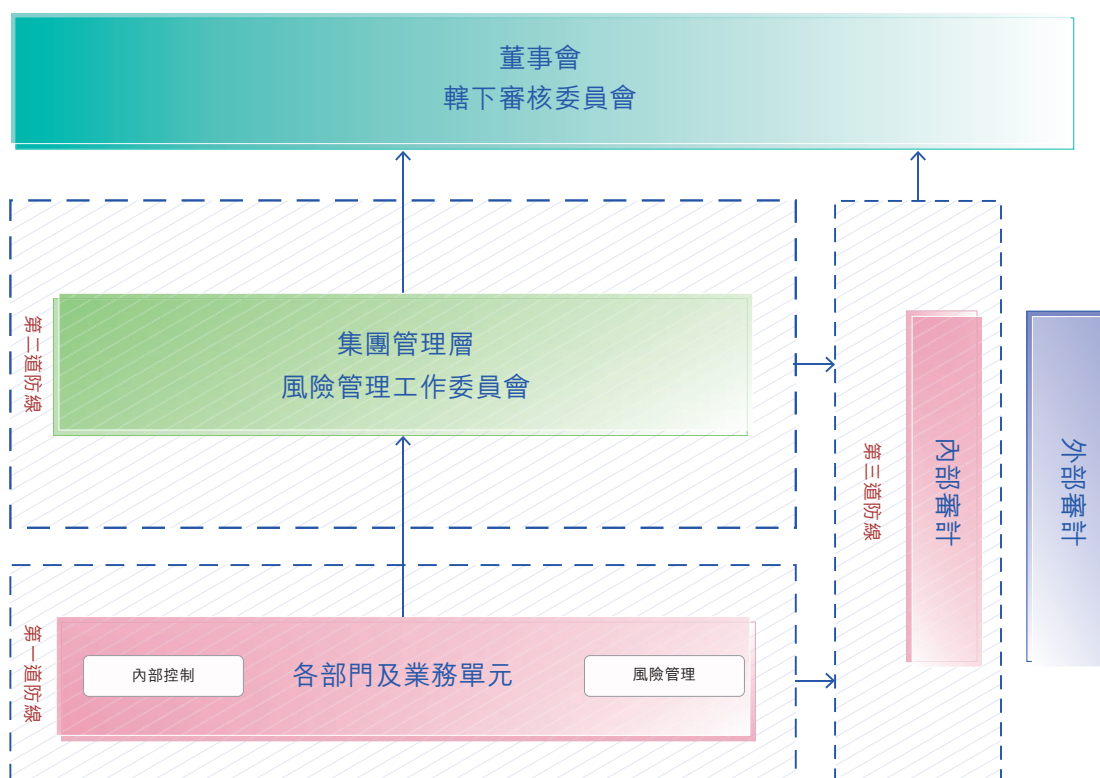 董事會
轄下審核委員會
第二道防線
集團管理層
風險管理工作委員會
第三道防線
內部審計
外部審計
第一道防線
內部控制
各部門及業務單元
風險管理